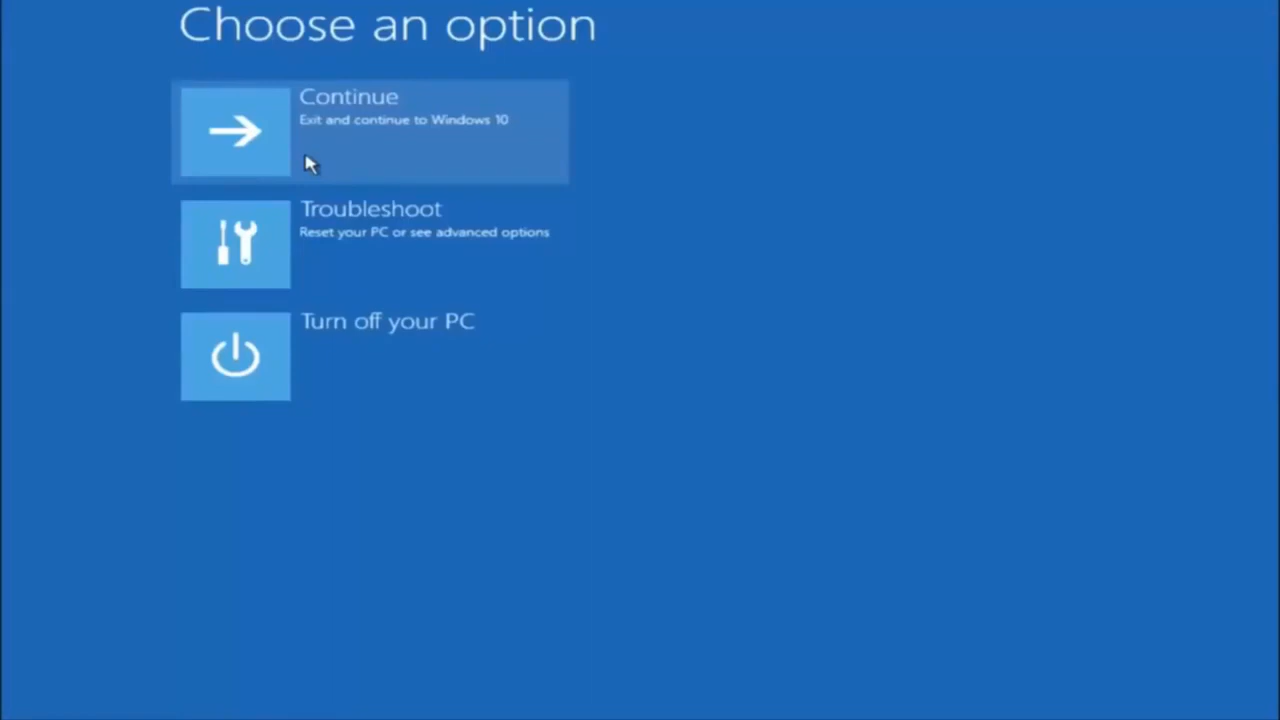 Choose an option
Continue
Exit and continue to Windows 10
Troubleshoot
Reset your PC or see advanced options
Turn off your PC